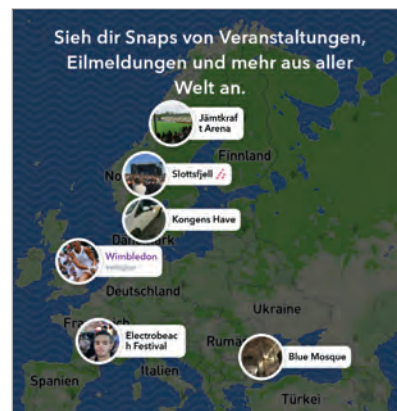 Sieh dir Snaps von Veranstaltungen,
Eilmeldungen und mehr aus aller
Welt an.
Jämtkraf
t Arena
Finnland
Slottsfjell
Kongens Have
Wimbledon
Deutschland
Ukraine
Electrobeac
h Festival
Blue Mosque
Italien
Spanien
Türkei